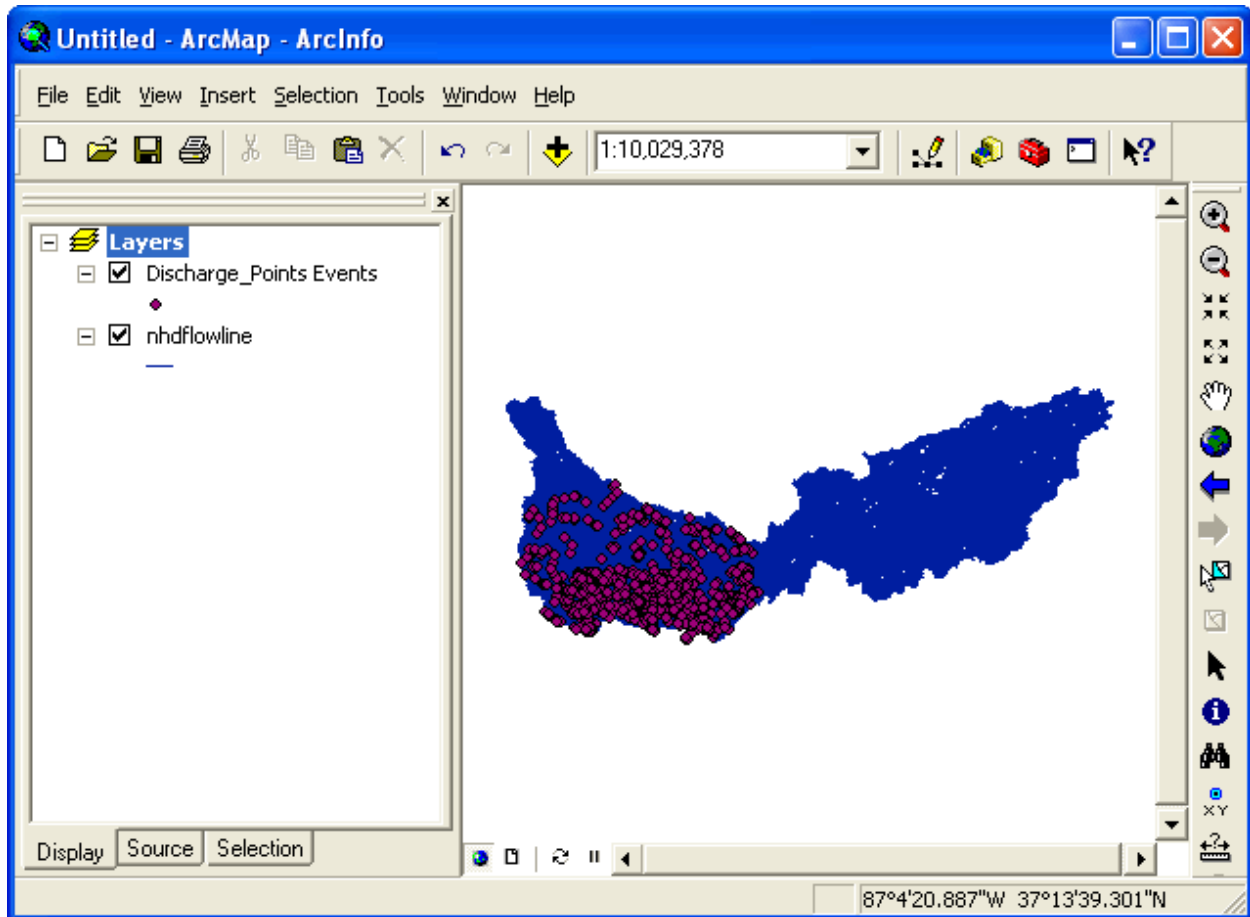 Untitled - ArcMap - ArcInfo
File Edit View Insert Selection Tools Window Help
1:10,029,378
Layers
Discharge_Points Events
nhdflowline
XY
Display Source Selection
87°4'20.887"W 37°13'39.301"N